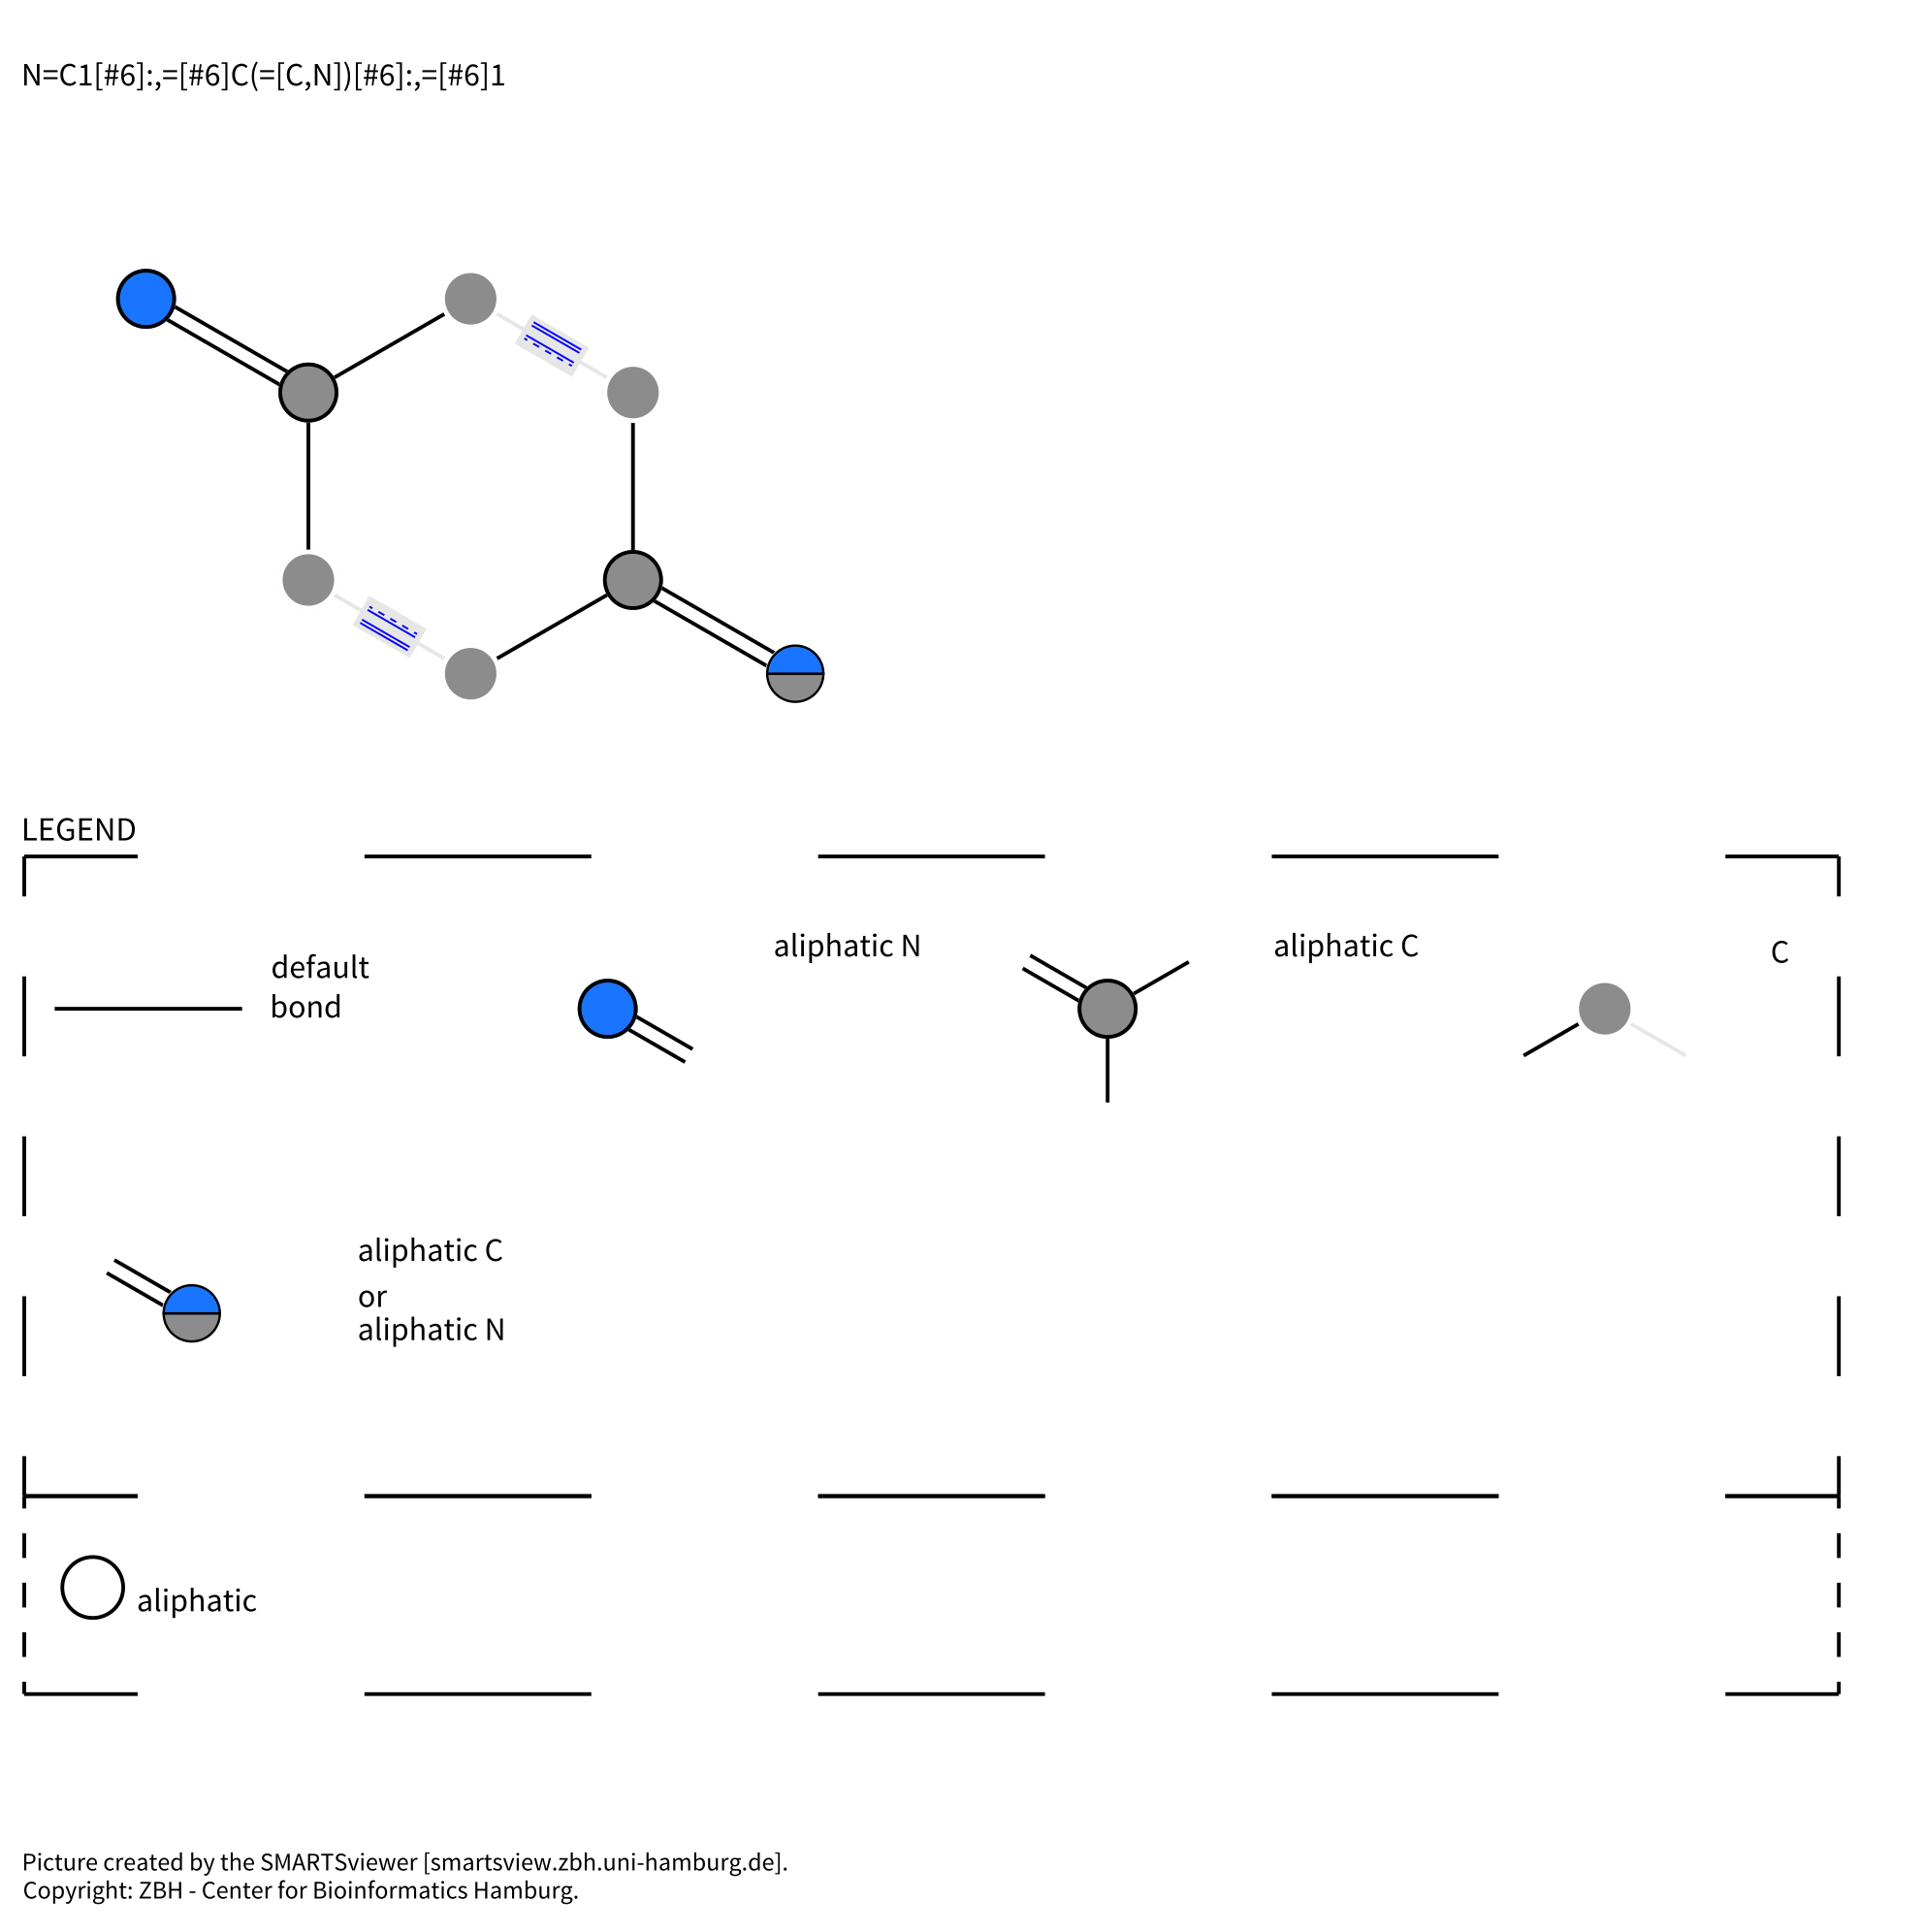 N=C1[#6]:,=[#6]C(=[C,N])[#6]:,=[#6]1
LEGEND
default
bond
aliphatic N
aliphatic C
C
aliphatic C
or
aliphatic N
aliphatic
Picture created by the SMARTSviewer [smartsview.zbh.uni-hamburg.de].
Copyright: ZBH - Center for Bioinformatics Hamburg.